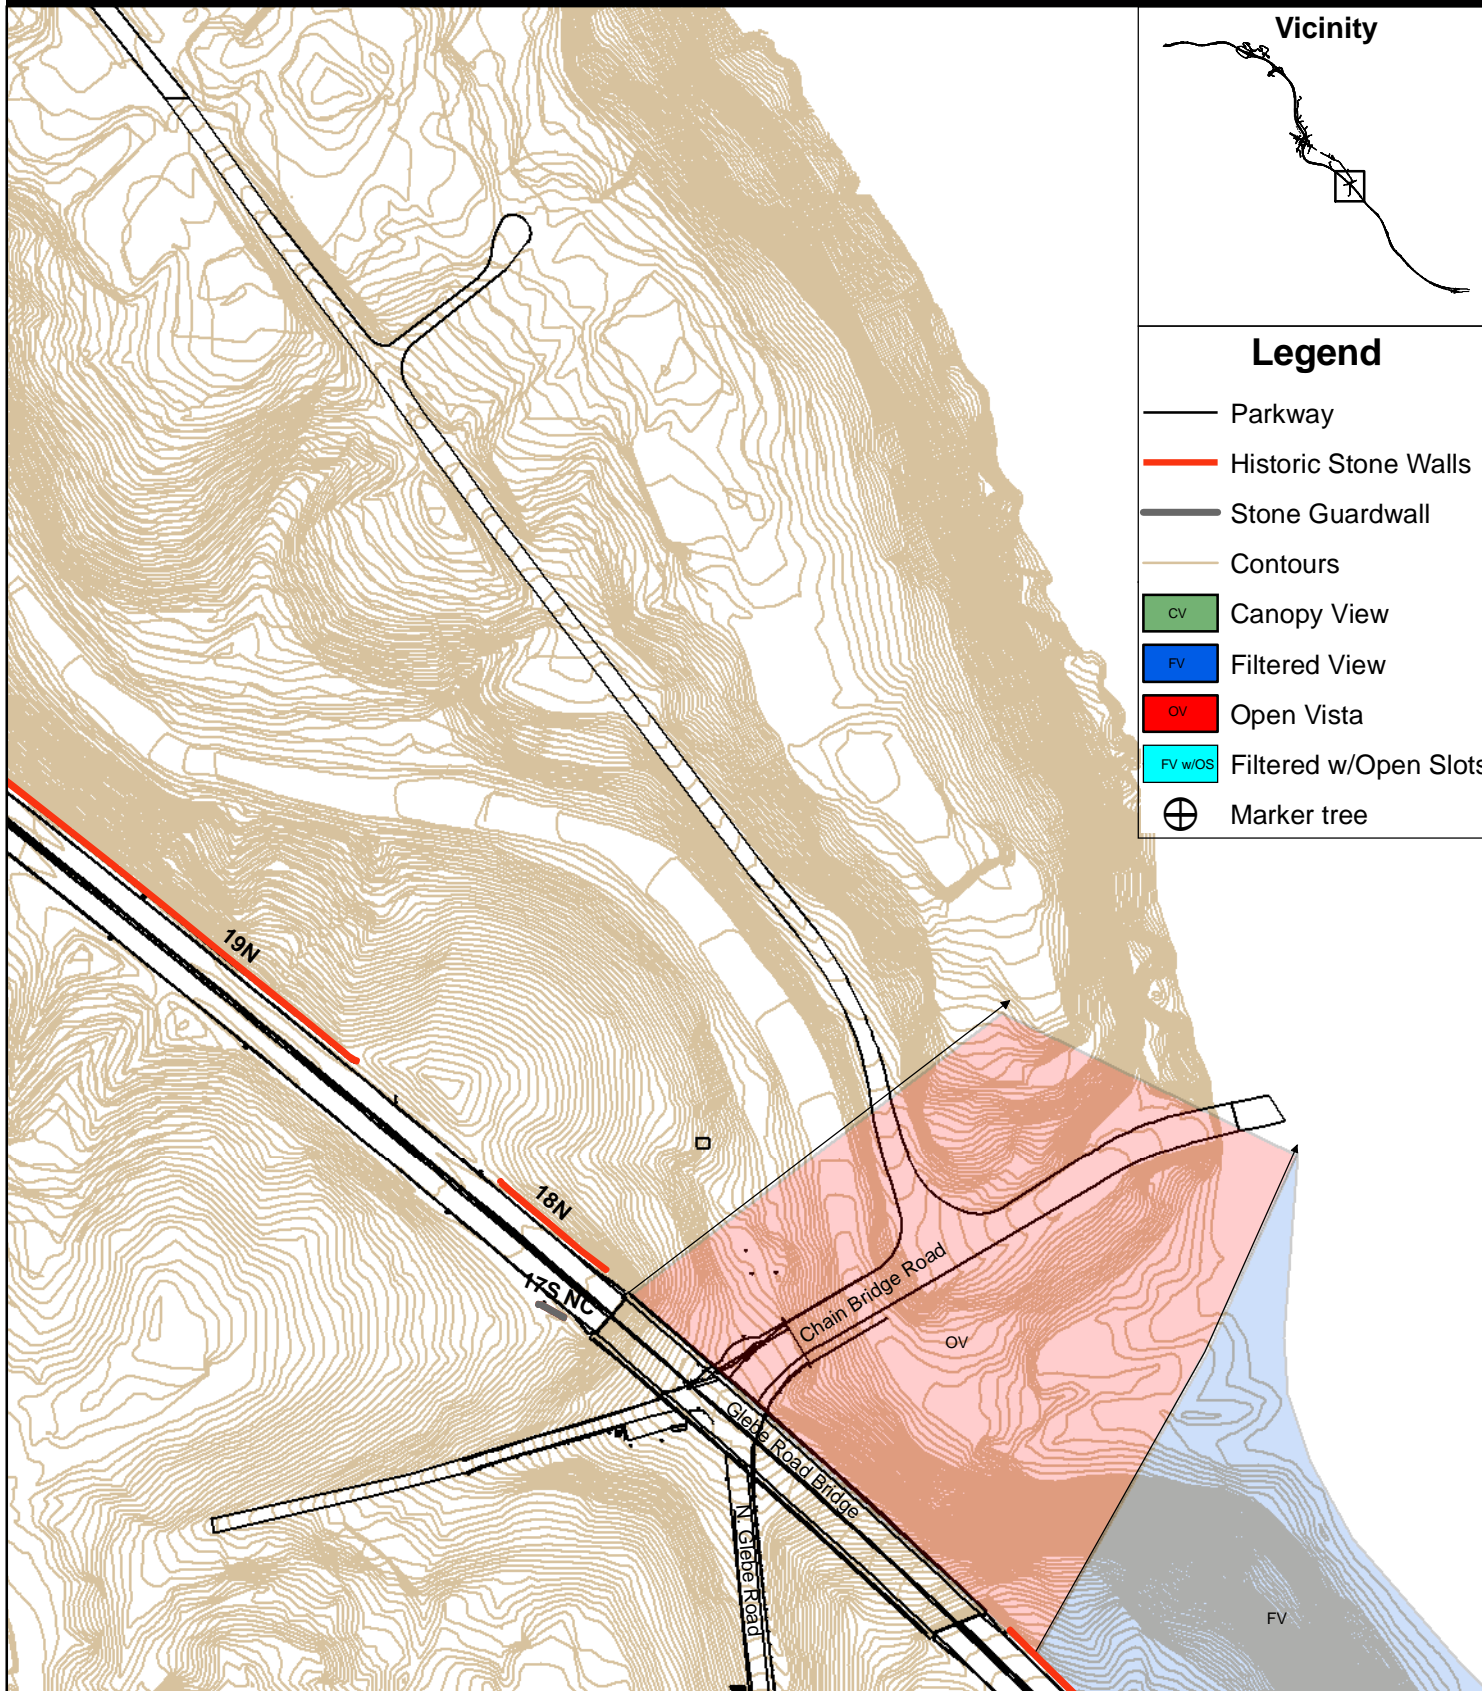 Vicinity
Legend
Parkway
Historic Stone Walls
Stone Guardwall
Contours
CV
Canopy View
FV
Filtered View
OV
Open Vista
FV w/OS
Filtered w/Open Slots
Marker tree
19N
18N
17S NC
Chain Bridge Road
OV
Glebe Road Bridge
N. Glebe Road
FV